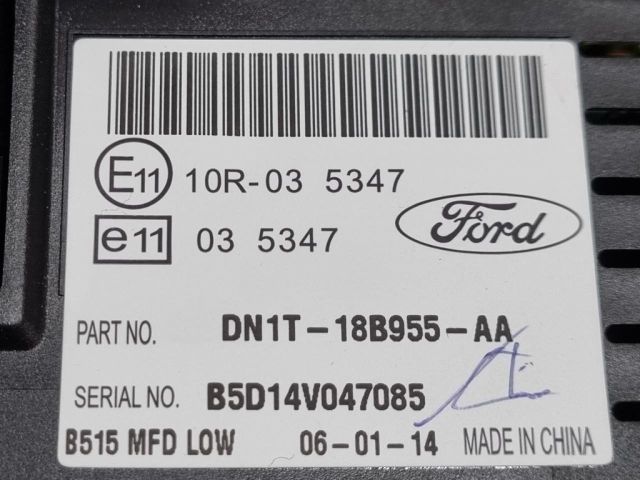 E11 10R-03 5347
e11 03 5347
Ford
PART NO. DN1T-18B955-AA
SERIAL NO. B5D14V047085
B515 MFD LOW 06-01-14 MADE IN CHINA